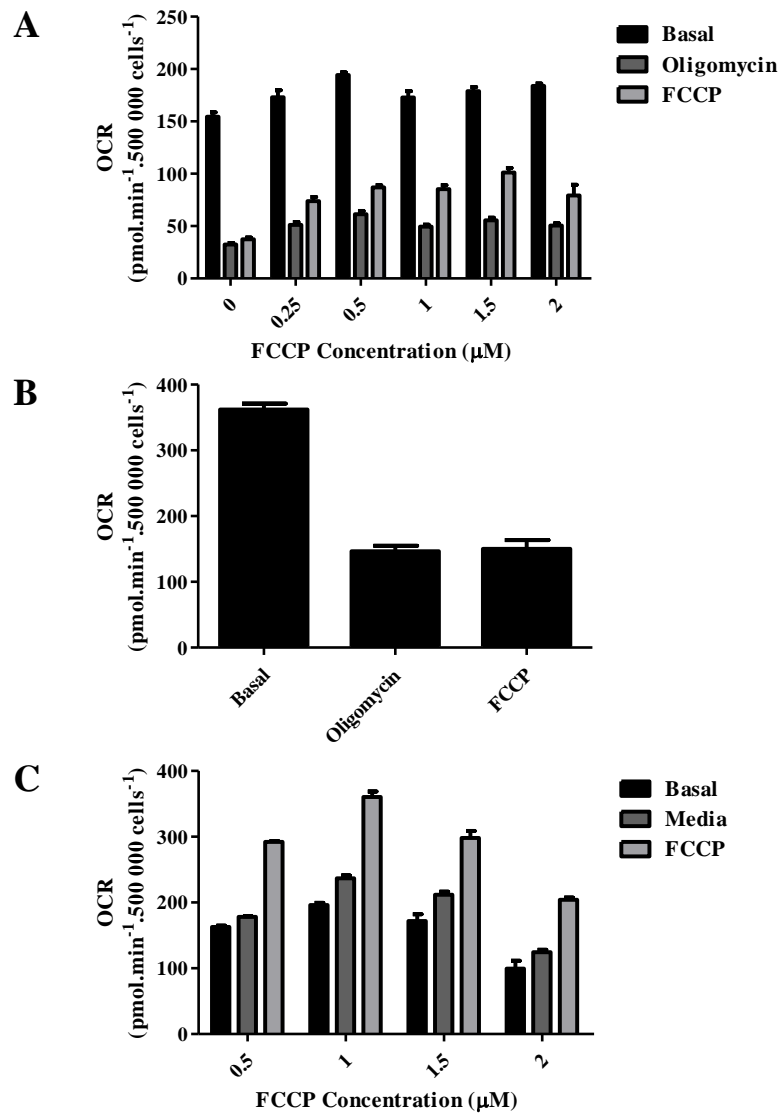 A
250
200
150
100
50
0
OCR
(pmol.min⁻¹.500 000 cells⁻¹)
0
0.25
0.5
1
1.5
2
FCCP Concentration (μM)
Basal
Oligomycin
FCCP
B
400
300
200
100
0
OCR
(pmol.min⁻¹.500 000 cells⁻¹)
Basal
Oligomycin
FCCP
C
400
300
200
100
0
OCR
(pmol.min⁻¹.500 000 cells⁻¹)
0.5
1
1.5
2
FCCP Concentration (μM)
Basal
Media
FCCP